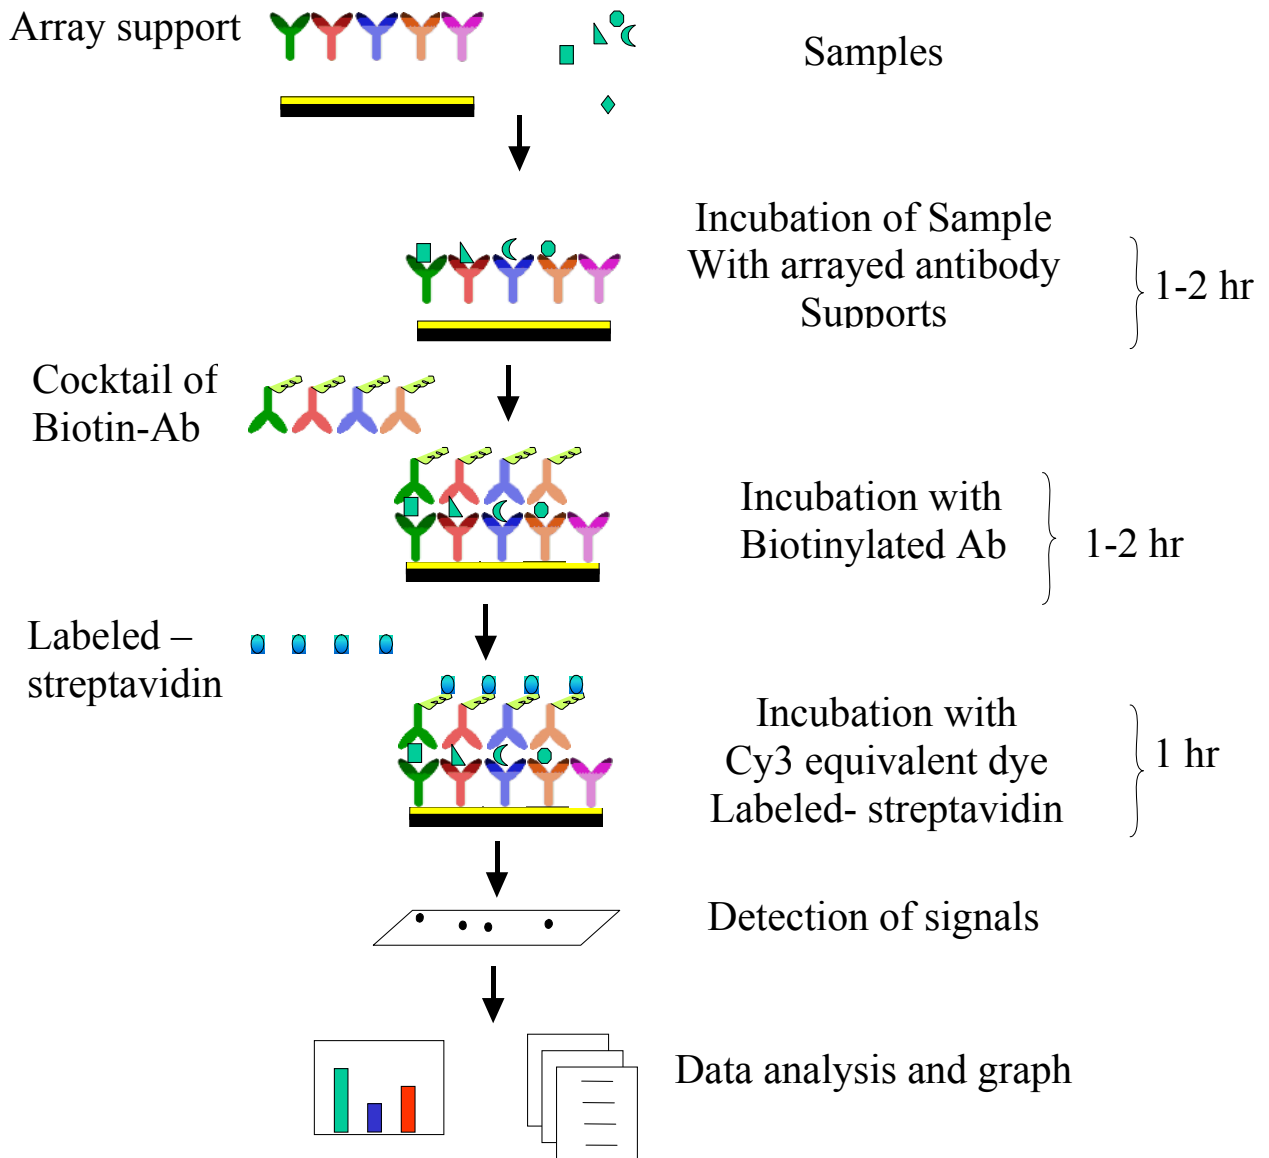 Array support
Samples
Incubation of Sample
With arrayed antibody
Supports
1-2 hr
Cocktail of
Biotin-Ab
Incubation with
Biotinylated Ab
1-2 hr
Labeled –
streptavidin
Incubation with
Cy3 equivalent dye
Labeled- streptavidin
1 hr
Detection of signals
Data analysis and graph